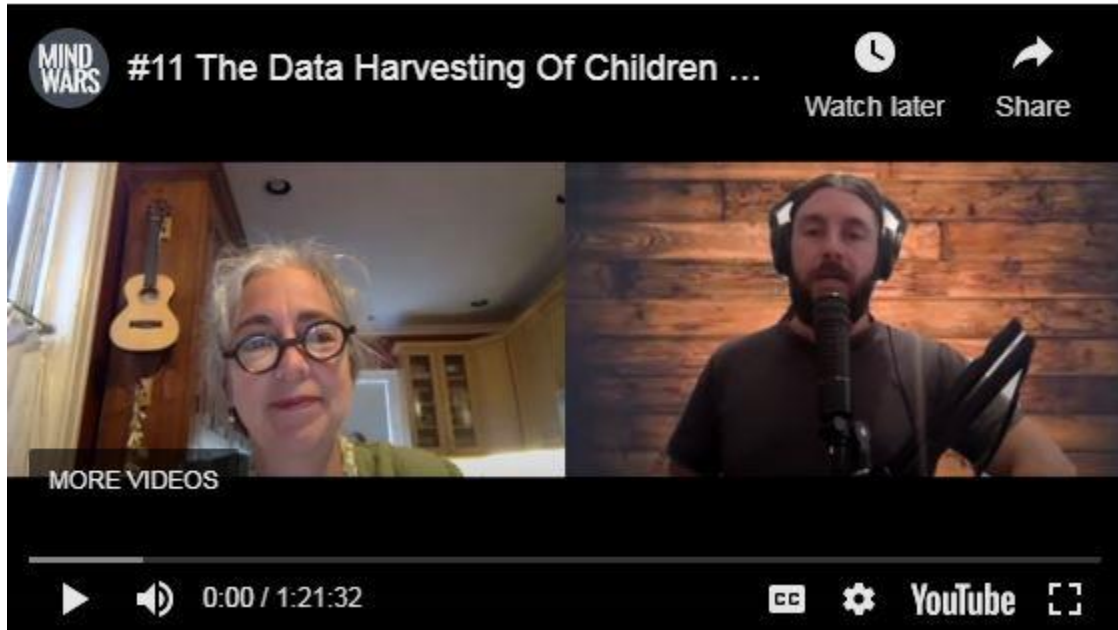 MIND
WARS
#11 The Data Harvesting Of Children ...
Watch later
Share
MORE VIDEOS
0:00 / 1:21:32
CC
YouTube